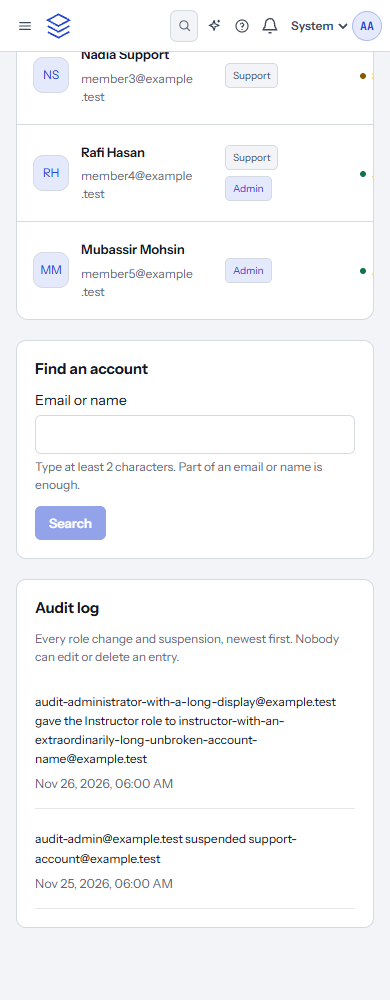 System
AA
Nadia Support
NS
member3@example
.test
Support
Rafi Hasan
RH
member4@example
.test
Support
Admin
Mubassir Mohsin
MM
member5@example
.test
Admin
Find an account
Email or name
Type at least 2 characters. Part of an email or name is
enough.
Search
Audit log
Every role change and suspension, newest first. Nobody
can edit or delete an entry.
audit-administrator-with-a-long-display@example.test
gave the Instructor role to instructor-with-an-
extraordinarily-long-unbroken-account-
name@example.test
Nov 26, 2026, 06:00 AM
audit-admin@example.test suspended support-
account@example.test
Nov 25, 2026, 06:00 AM